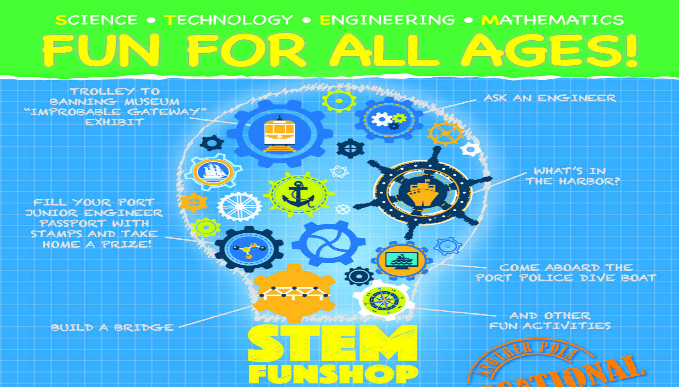 SCIENCE • TECHNOLOGY • ENGINEERING • MATHEMATICS
FUN FOR ALL AGES!
TROLLEY TO
BANNING MUSEUM
"IMPROBABLE GATEWAY"
EXHIBIT
ASK AN ENGINEER
WHAT'S IN
THE HARBOR?
FILL YOUR PORT
JUNIOR ENGINEER
PASSPORT WITH
STAMPS AND TAKE
HOME A PRIZE!
COME ABOARD THE
PORT POLICE DIVE BOAT
BUILD A BRIDGE
AND OTHER
FUN ACTIVITIES
STEM
FUNSHOP
ANOTHER POLA